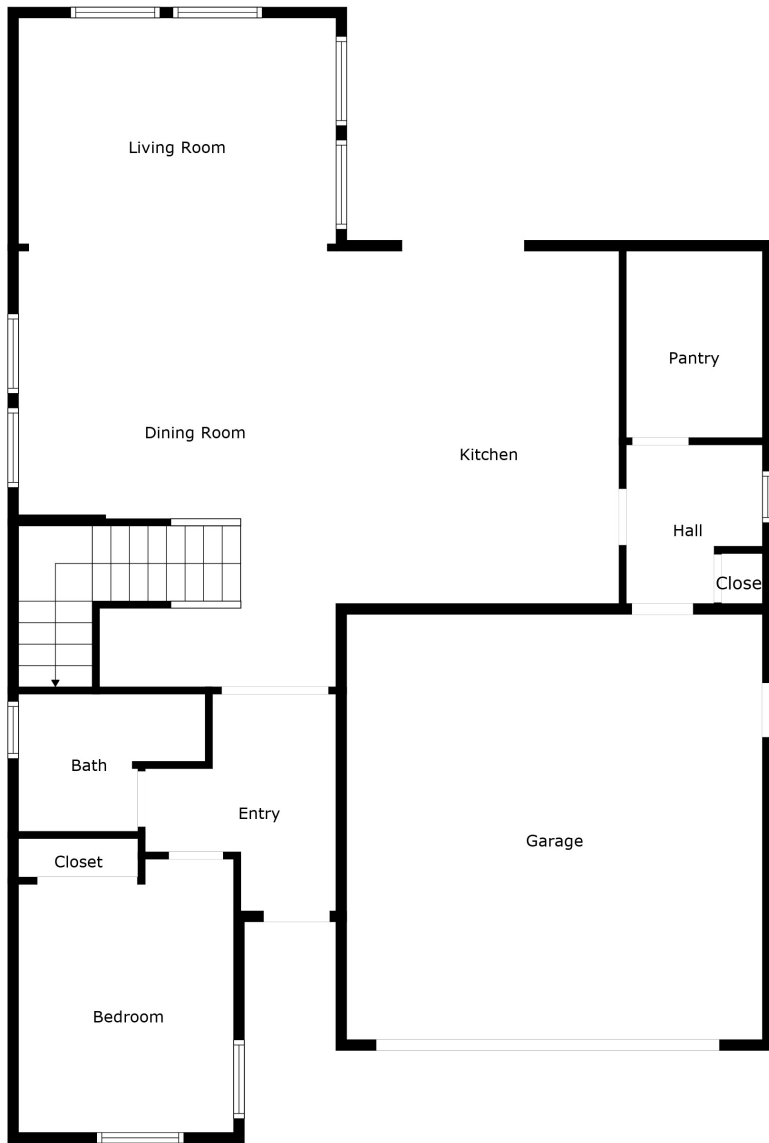 Living Room
Pantry
Dining Room
Kitchen
Hall
Close
Bath
Entry
Garage
Closet
Bedroom